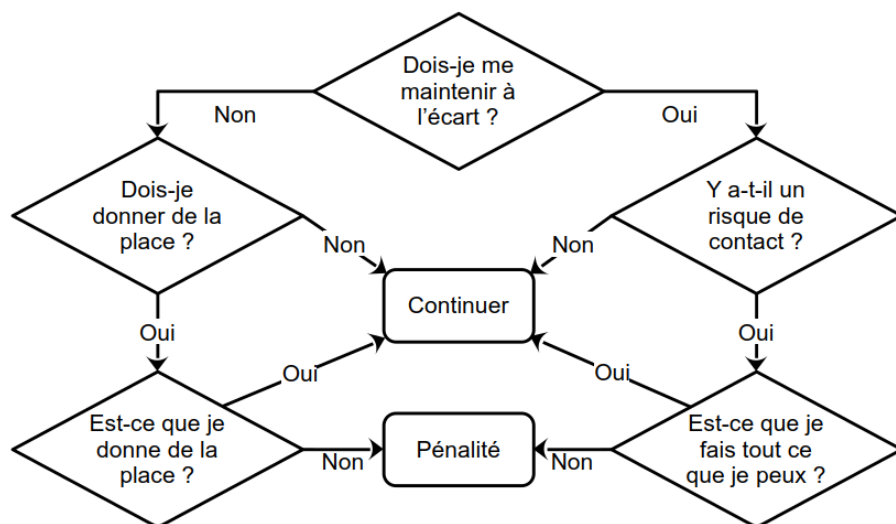 Dois-je me
maintenir à
l'écart ?
Non
Oui
Dois-je
donner de la
place ?
Y a-t-il un
risque de
contact ?
Non
Non
Continuer
Oui
Oui
Oui
Oui
Est-ce que je
donne de la
place ?
Pénalité
Est-ce que je
fais tout ce
que je peux ?
Non
Non